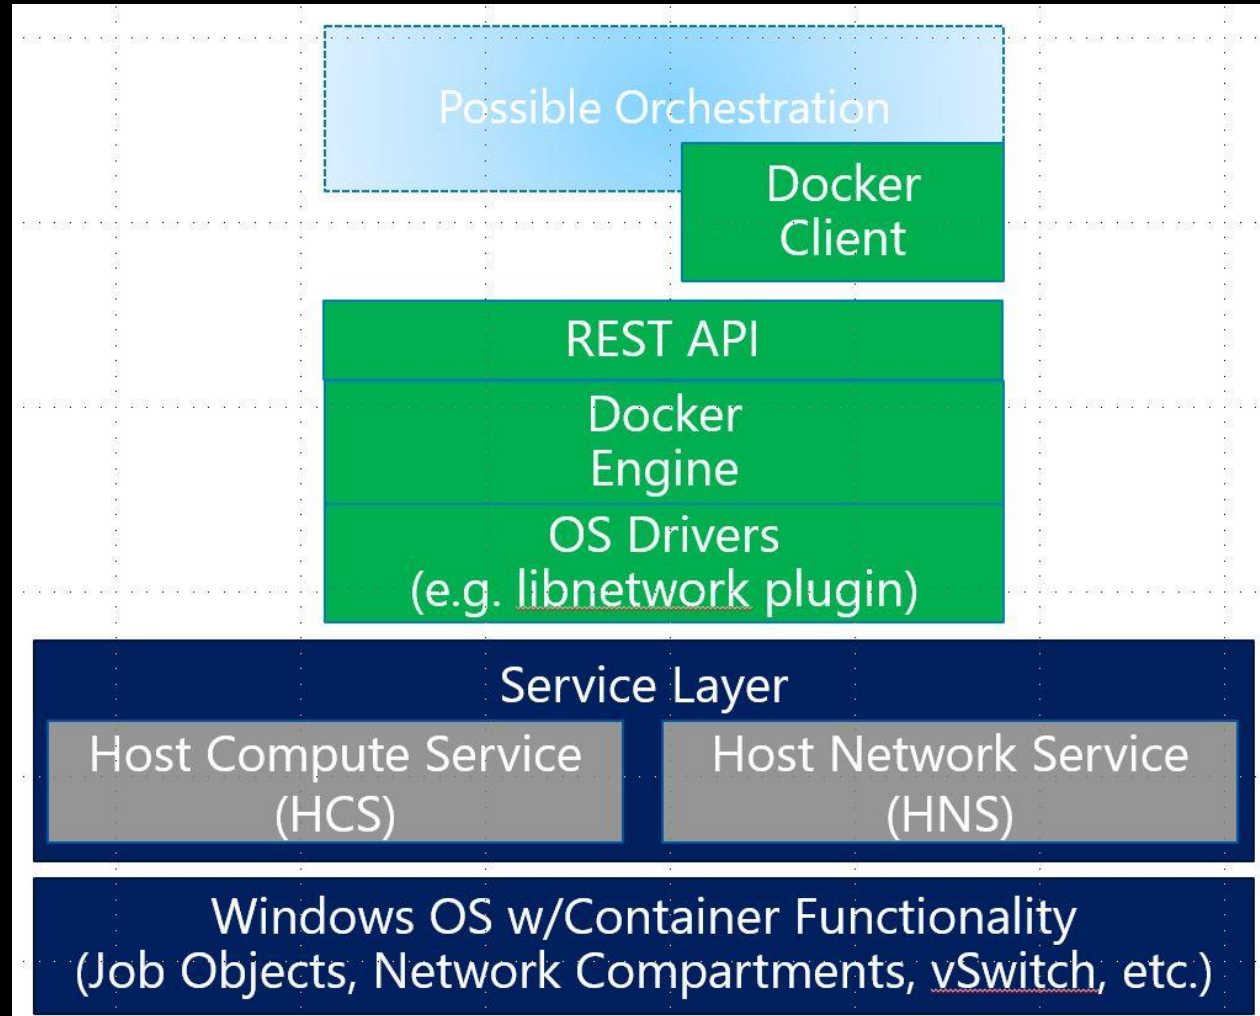 Possible Orchestration
Docker
Client
REST API
Docker
Engine
OS Drivers
(e.g. libnetwork plugin)
Service Layer
Host Compute Service
(HCS)
Host Network Service
(HNS)
Windows OS w/Container Functionality
(Job Objects, Network Compartments, vSwitch, etc.)